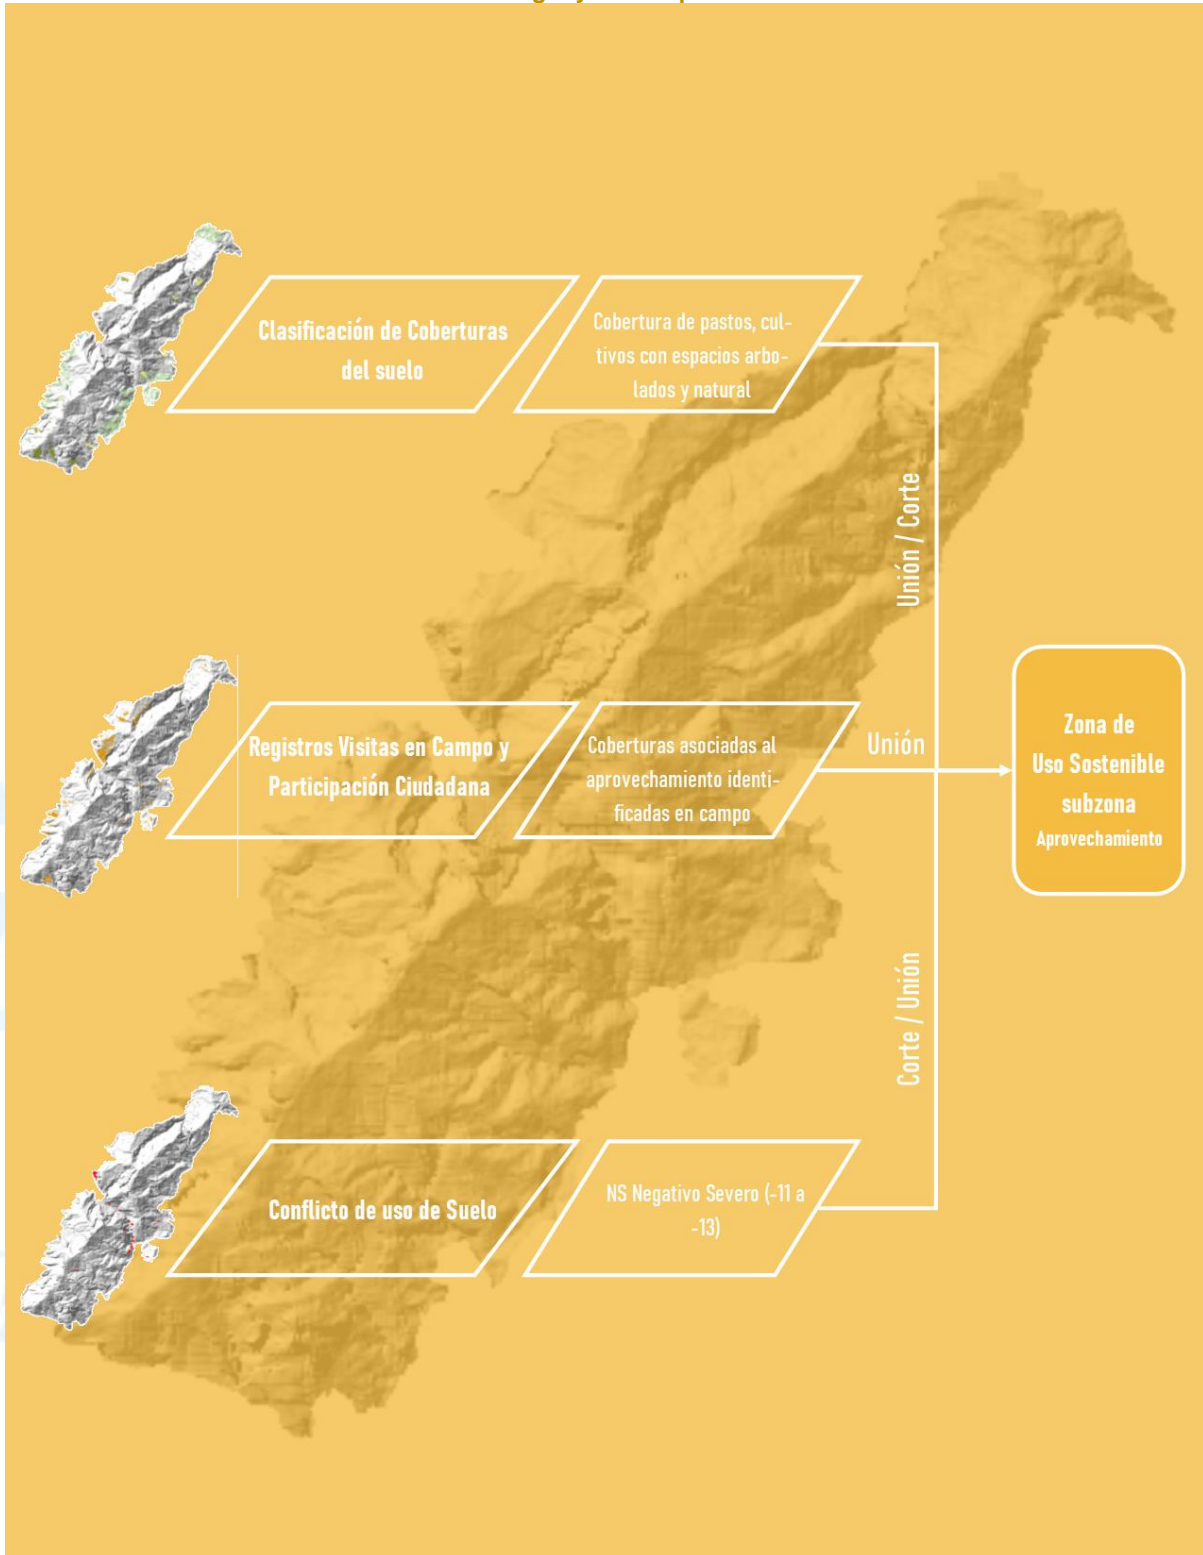 Clasificación de Coberturas
del suelo
Cobertura de pastos, cul-
tivos con espacios arbo-
lados y natural
Unión / Corte
Registros Visitas en Campo y
Participación Ciudadana
Coberturas asociadas al
aprovechamiento identi-
ficadas en campo
Unión
Zona de
Uso Sostenible
subzona
Aprovechamiento
Corte / Unión
Conflicto de uso de Suelo
NS Negativo Severo (-11 a
-13)